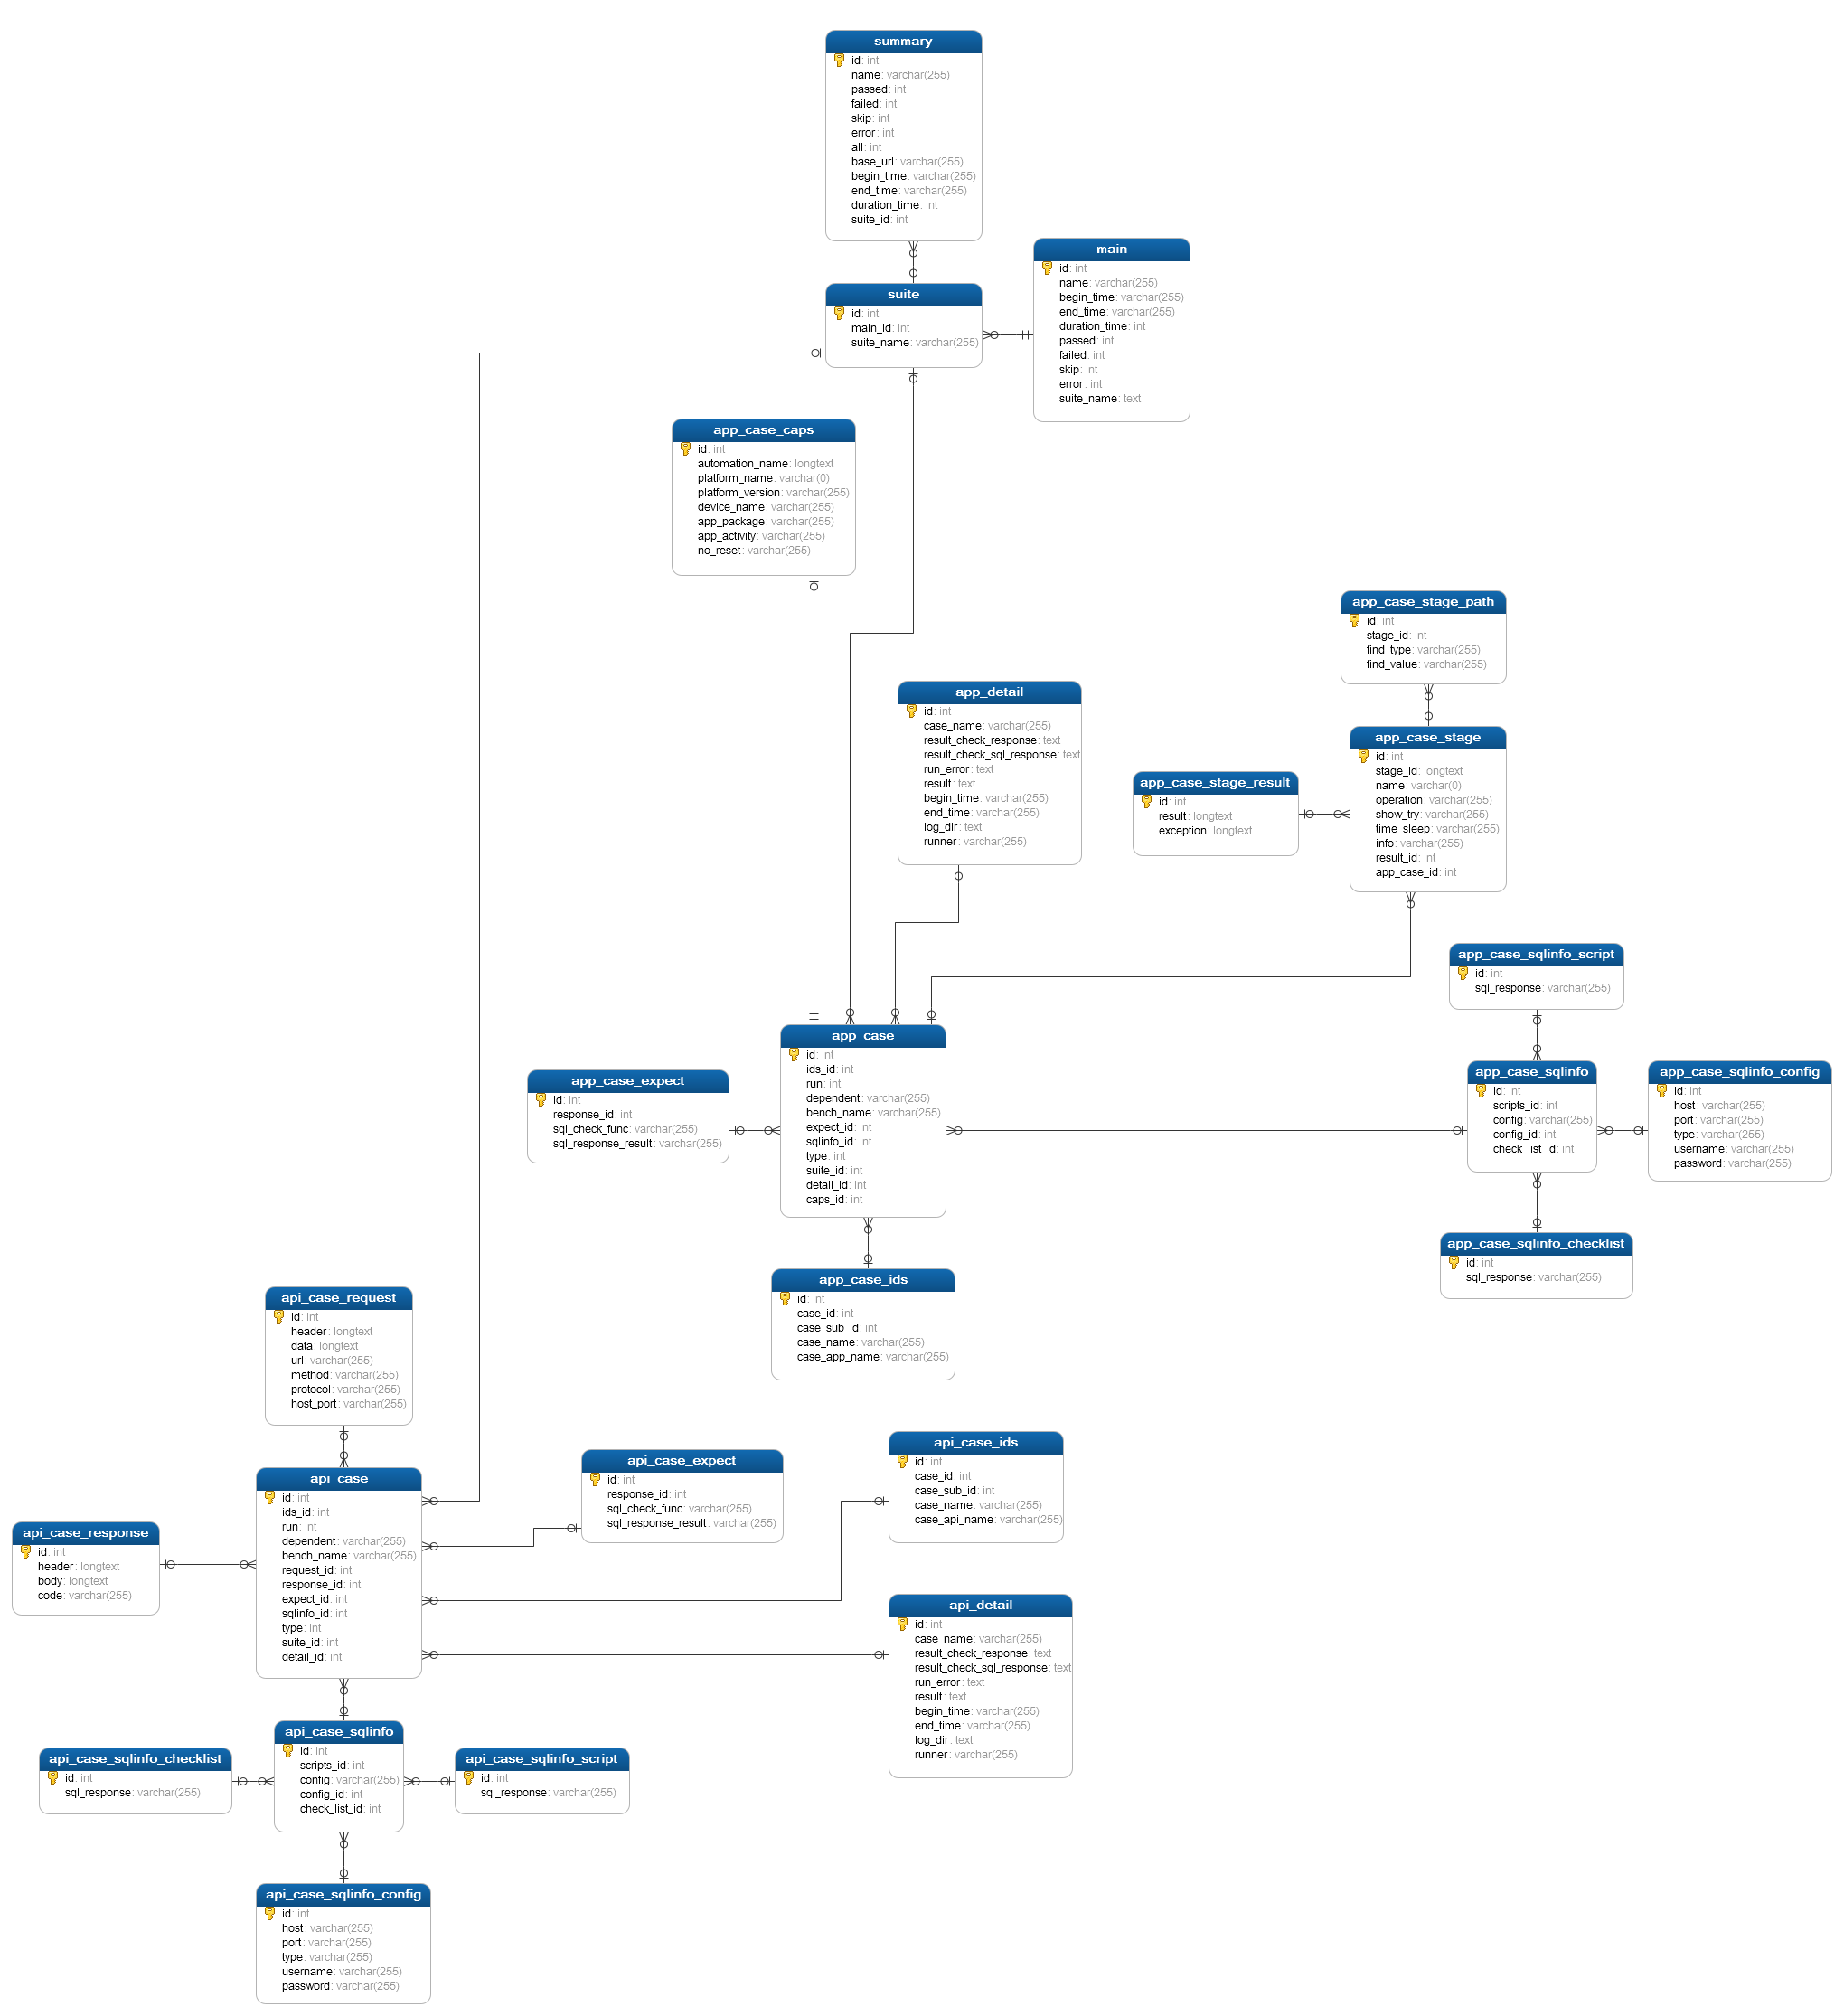 summary
id: int
name: varchar(255)
passed: int
failed: int
skip: int
error: int
all: int
base_url: varchar(255)
begin_time: varchar(255)
end_time: varchar(255)
duration_time: int
suite_id: int
main
id: int
name: varchar(255)
begin_time: varchar(255)
end_time: varchar(255)
duration_time: int
passed: int
failed: int
skip: int
error: int
suite_name: text
suite
id: int
main_id: int
suite_name: varchar(255)
app_case_caps
id: int
automation_name: longtext
platform_name: varchar(0)
platform_version: varchar(255)
device_name: varchar(255)
app_package: varchar(255)
app_activity: varchar(255)
no_reset: varchar(255)
app_case_stage_path
id: int
stage_id: int
find_type: varchar(255)
find_value: varchar(255)
app_detail
id: int
case_name: varchar(255)
result_check_response: text
result_check_sql_response: text
run_error: text
result: text
begin_time: varchar(255)
end_time: varchar(255)
log_dir: text
runner: varchar(255)
app_case_stage
id: int
stage_id: longtext
name: varchar(0)
operation: varchar(255)
show_try: varchar(255)
time_sleep: varchar(255)
info: varchar(255)
result_id: int
app_case_id: int
app_case_stage_result
id: int
result: longtext
exception: longtext
app_case_sqlinfo_script
id: int
sql_response: varchar(255)
app_case
id: int
ids_id: int
run: int
dependent: varchar(255)
bench_name: varchar(255)
expect_id: int
sqlinfo_id: int
type: int
suite_id: int
detail_id: int
caps_id: int
app_case_expect
id: int
response_id: int
sql_check_func: varchar(255)
sql_response_result: varchar(255)
app_case_sqlinfo
id: int
scripts_id: int
config: varchar(255)
config_id: int
check_list_id: int
app_case_sqlinfo_config
id: int
host: varchar(255)
port: varchar(255)
type: varchar(255)
username: varchar(255)
password: varchar(255)
app_case_sqlinfo_checklist
id: int
sql_response: varchar(255)
app_case_ids
id: int
case_id: int
case_sub_id: int
case_name: varchar(255)
case_app_name: varchar(255)
api_case_request
id: int
header: longtext
data: longtext
url: varchar(255)
method: varchar(255)
protocol: varchar(255)
host_port: varchar(255)
api_case_ids
id: int
case_id: int
case_sub_id: int
case_name: varchar(255)
case_api_name: varchar(255)
api_case_expect
id: int
response_id: int
sql_check_func: varchar(255)
sql_response_result: varchar(255)
api_case
id: int
ids_id: int
run: int
dependent: varchar(255)
bench_name: varchar(255)
request_id: int
response_id: int
expect_id: int
sqlinfo_id: int
type: int
suite_id: int
detail_id: int
api_case_response
id: int
header: longtext
body: longtext
code: varchar(255)
api_detail
id: int
case_name: varchar(255)
result_check_response: text
result_check_sql_response: text
run_error: text
result: text
begin_time: varchar(255)
end_time: varchar(255)
log_dir: text
runner: varchar(255)
api_case_sqlinfo
id: int
scripts_id: int
config: varchar(255)
config_id: int
check_list_id: int
api_case_sqlinfo_checklist
id: int
sql_response: varchar(255)
api_case_sqlinfo_script
id: int
sql_response: varchar(255)
api_case_sqlinfo_config
id: int
host: varchar(255)
port: varchar(255)
type: varchar(255)
username: varchar(255)
password: varchar(255)